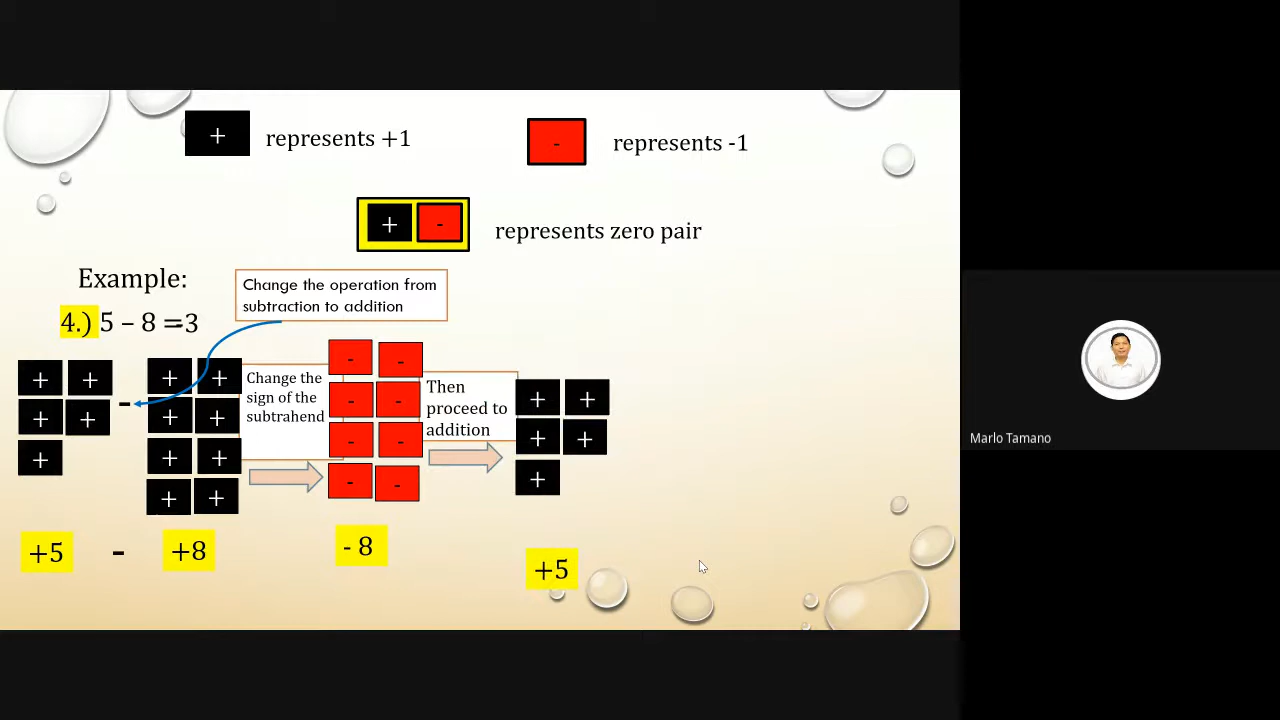 + represents +1
- represents -1
+ - represents zero pair
Example:
Change the operation from
subtraction to addition
4.) 5 – 8 = -3
+ +
+ +
+
-
+ +
+ +
+ +
+ +
Change the
sign of the
subtrahend
- -
- -
- -
- -
Then
proceed to
addition
+ +
+ +
+
+5 - +8
- 8
+5
Marlo Tamano